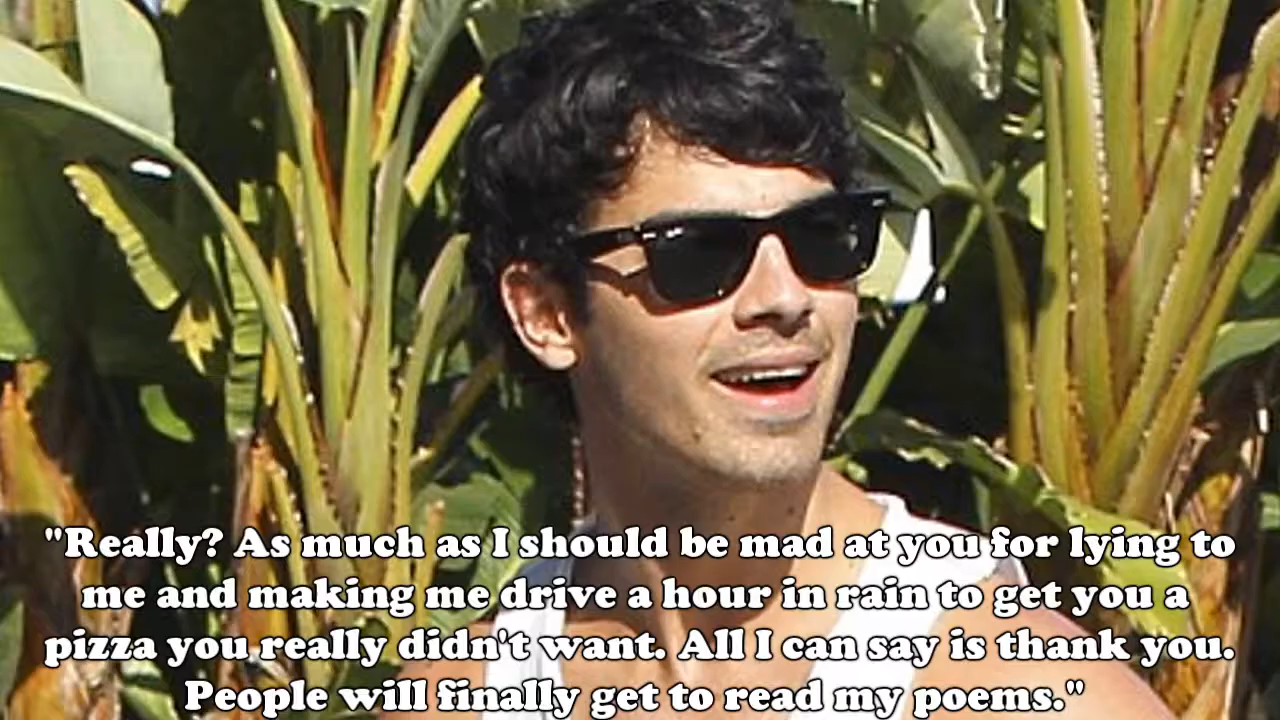 "Really? As much as I should be mad at you for lying to
me and making me drive a hour in rain to get you a
pizza you really didn't want. All I can say is thank you.
People will finally get to read my poems."